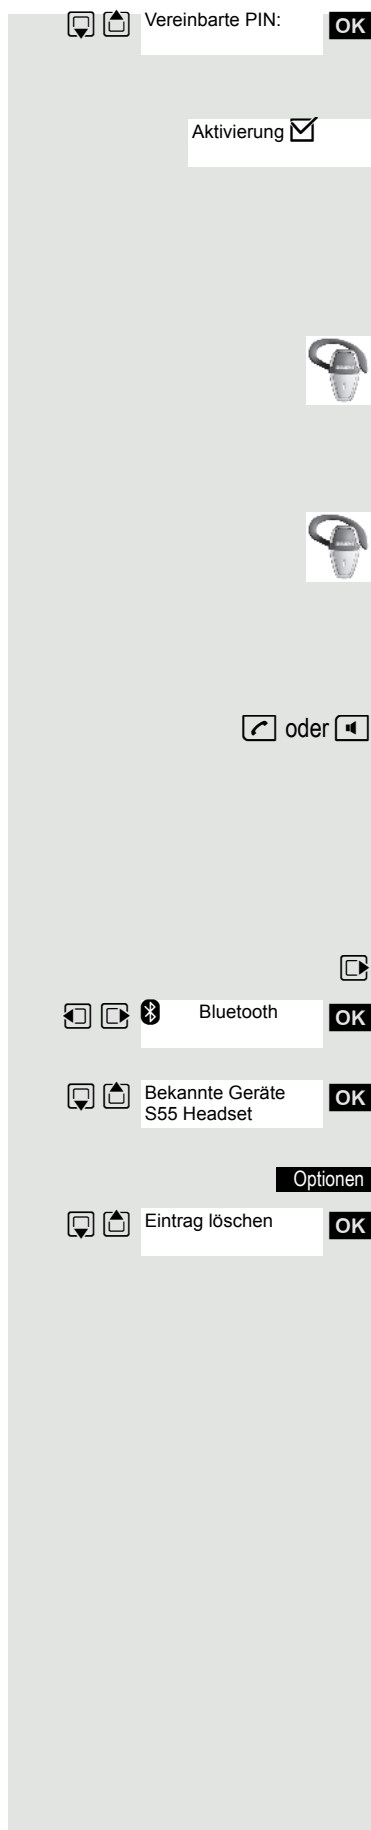 Vereinbarte PIN: OK
Aktivierung
oder
Bluetooth OK
Bekannte Geräte OK
S55 Headset
Optionen
Eintrag löschen OK